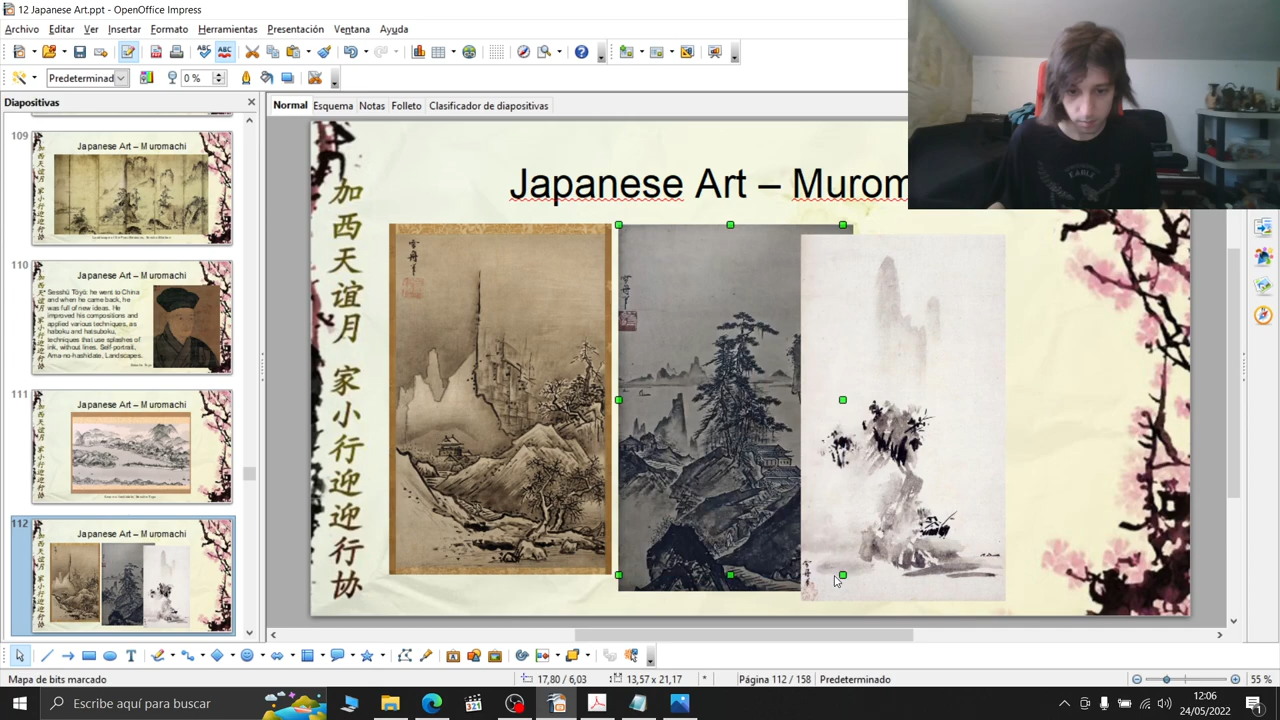 12 Japanese Art.ppt - OpenOffice Impress
Archivo Editar Ver Insertar Formato Herramientas Presentación Ventana Ayuda
Predeterminad 0 %
Diapositivas
Normal Esquema Notas Folleto Clasificador de diapositivas
109
Japanese Art – Muromachi
110
Japanese Art – Muromachi
Sesshū Tōyō: he went to China
and when he came back, he
was full of new ideas. He
improved his compositions and
applied various techniques, as
haboku and hatsuboku,
techniques that use splashes of
ink, without lines. Self-portrait,
Ama-no-hashidate, Landscapes.
111
Japanese Art – Muromachi
112
Japanese Art – Muromachi
Japanese Art – Murom
加西天谊月 家小行迎迎行协
EAGLE
Mapa de bits marcado
17,80 / 6,03
13,57 x 21,17
*
Página 112 / 158
Predeterminado
55 %
Escribe aquí para buscar
321
12:06
24/05/2022
1